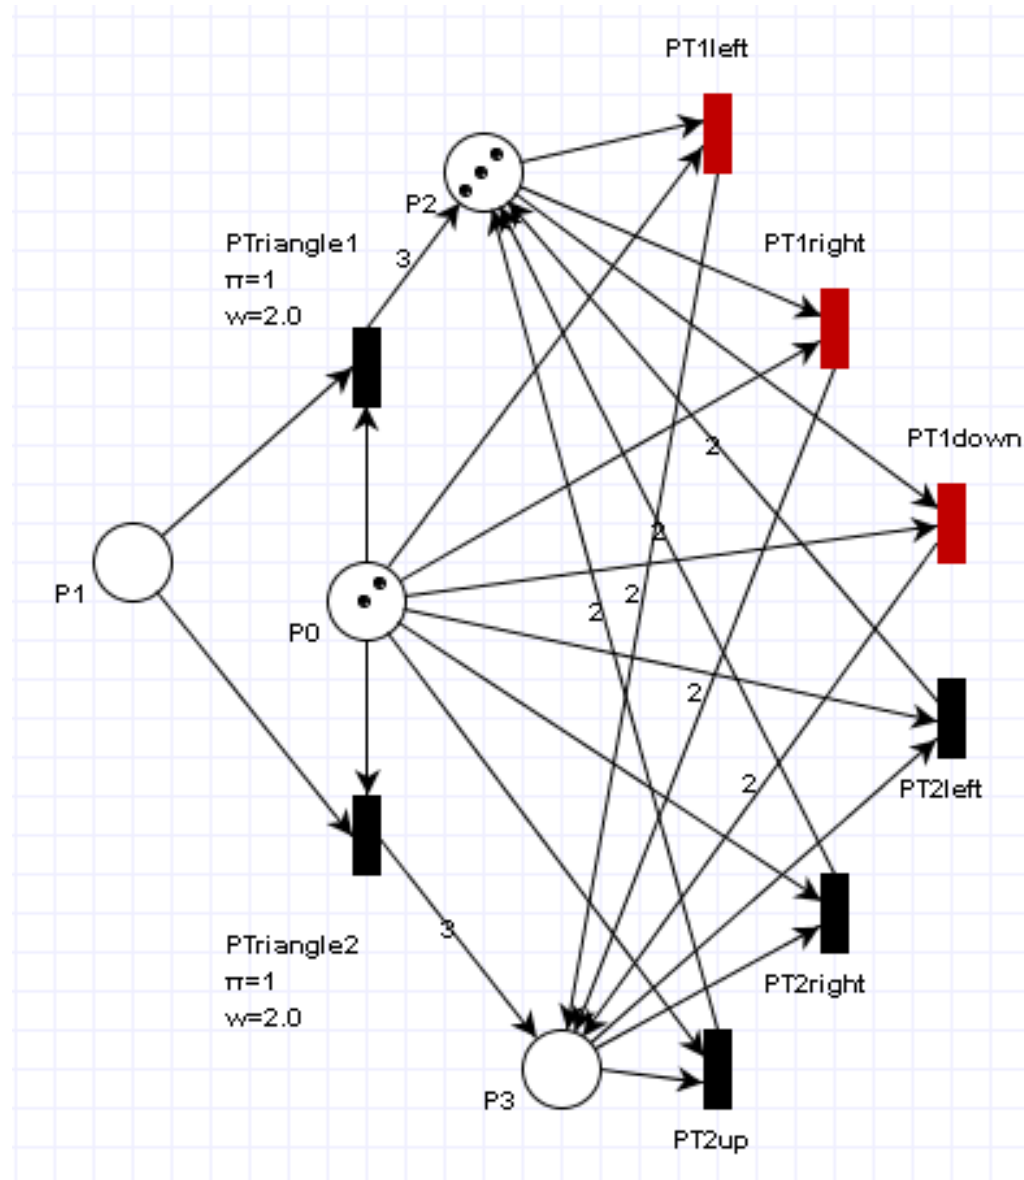 PT1left
P2
PTriangle1
π=1
w=2.0
3
PT1right
2
PT1down
2
P1
2
2
P0
2
2
PT2left
3
PTriangle2
π=1
w=2.0
PT2right
P3
PT2up